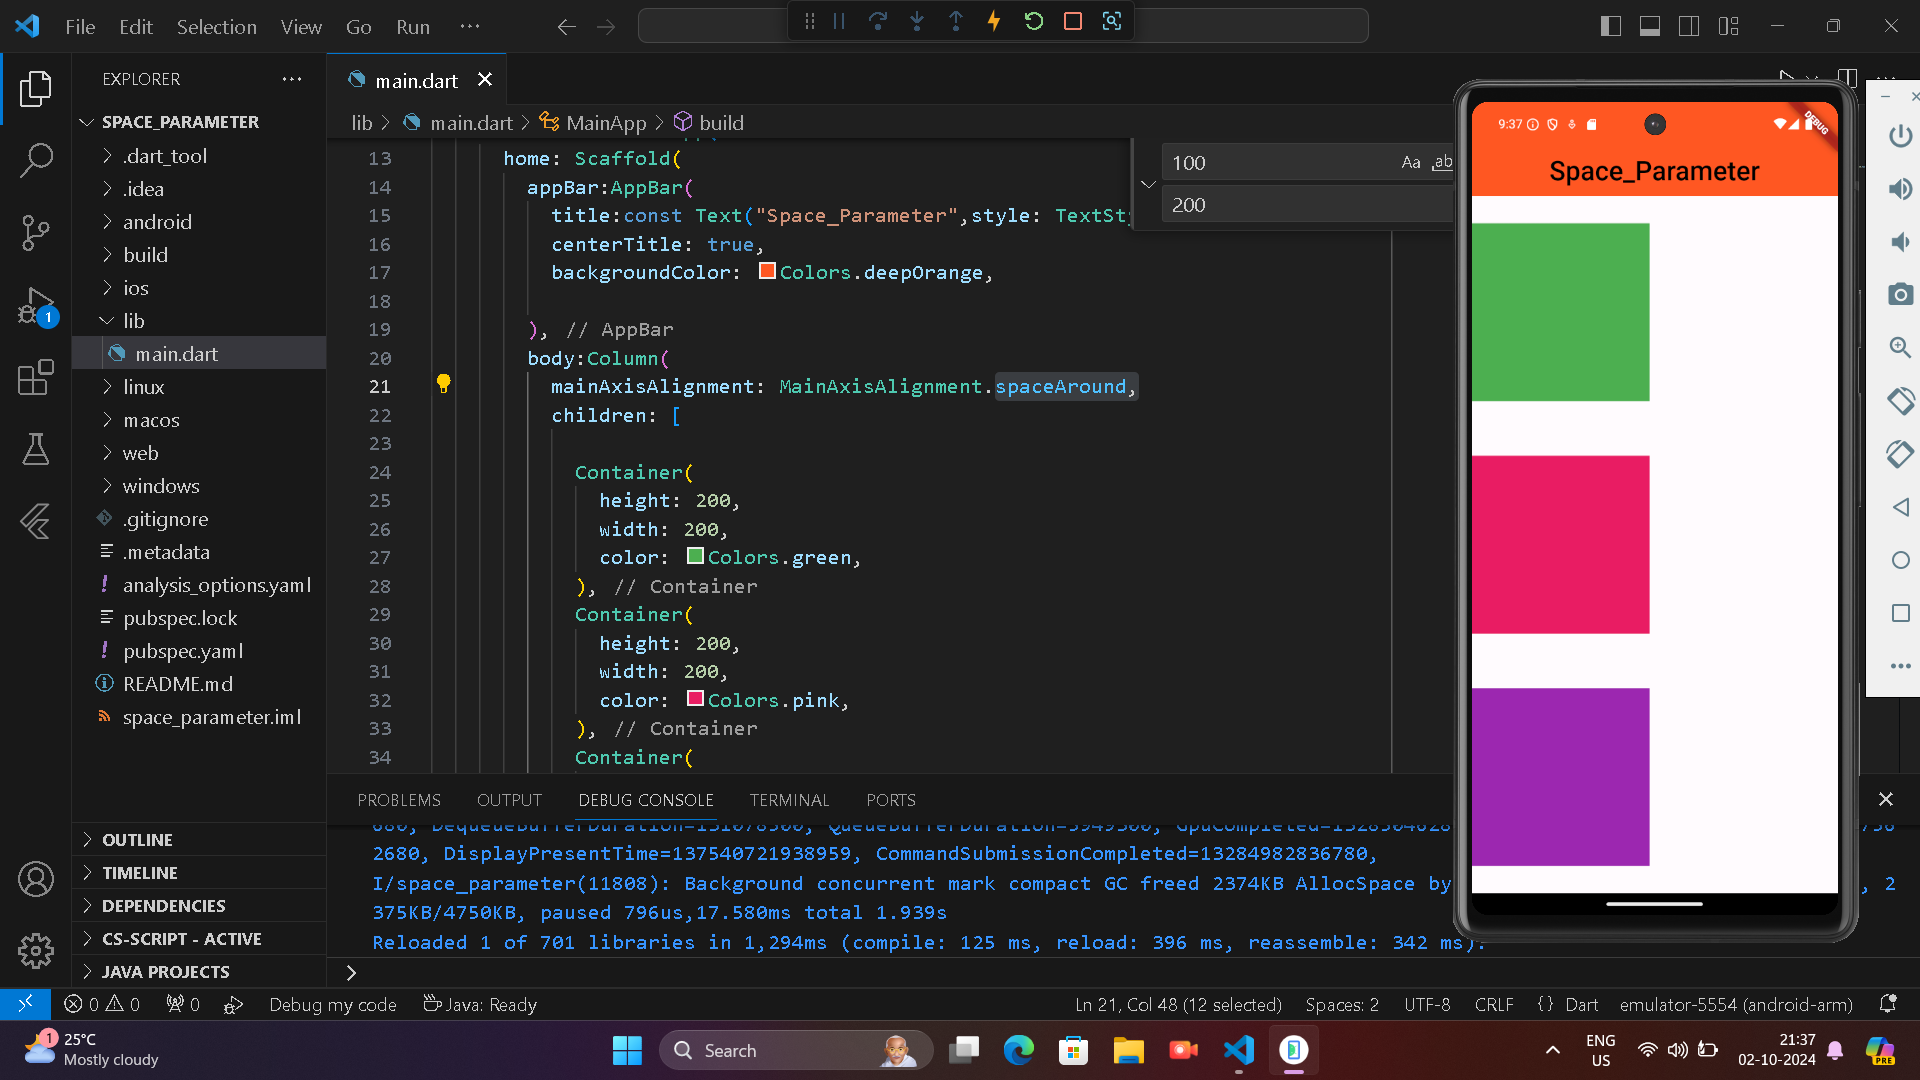 File Edit Selection View Go Run ···
EXPLORER ···
main.dart
SPACE_PARAMETER
.dart_tool
.idea
android
build
ios
lib
main.dart
linux
macos
web
windows
.gitignore
.metadata
analysis_options.yaml
pubspec.lock
pubspec.yaml
README.md
space_parameter.iml
OUTLINE
TIMELINE
DEPENDENCIES
CS-SCRIPT - ACTIVE
JAVA PROJECTS
1
lib > main.dart > MainApp > build
13 home: Scaffold(
14 appBar:AppBar(
15 title:const Text("Space_Parameter",style: TextSt
16 centerTitle: true,
17 backgroundColor: Colors.deepOrange,
18
19 ), // AppBar
20 body:Column(
21 mainAxisAlignment: MainAxisAlignment.spaceAround,
22 children: [
23
24 Container(
25 height: 200,
26 width: 200,
27 color: Colors.green,
28 ), // Container
29 Container(
30 height: 200,
31 width: 200,
32 color: Colors.pink,
33 ), // Container
34 Container(
100 Aa ab
200
9:37
DEBUG
Space_Parameter
PROBLEMS OUTPUT DEBUG CONSOLE TERMINAL PORTS
2680, DisplayPresentTime=137540721938959, CommandSubmissionCompleted=13284982836780,
I/space_parameter(11808): Background concurrent mark compact GC freed 2374KB AllocSpace by , 2
375KB/4750KB, paused 796us,17.580ms total 1.939s
Reloaded 1 of 701 libraries in 1,294ms (compile: 125 ms, reload: 396 ms, reassemble: 342 ms).
0 0 0 Debug my code Java: Ready Ln 21, Col 48 (12 selected) Spaces: 2 UTF-8 CRLF {} Dart emulator-5554 (android-arm)
1
25°C
Mostly cloudy
Search
ENG
US
21:37
02-10-2024
PRE